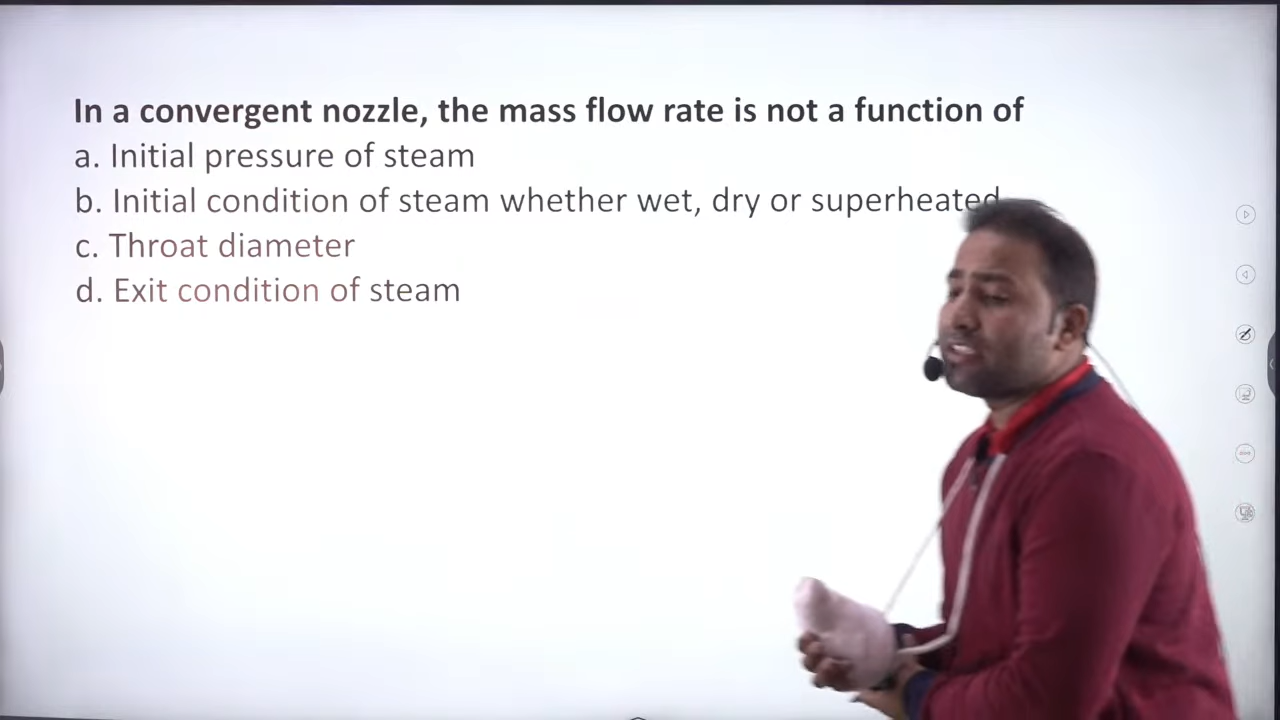 In a convergent nozzle, the mass flow rate is not a function of
a. Initial pressure of steam
b. Initial condition of steam whether wet, dry or superheated
c. Throat diameter
d. Exit condition of steam